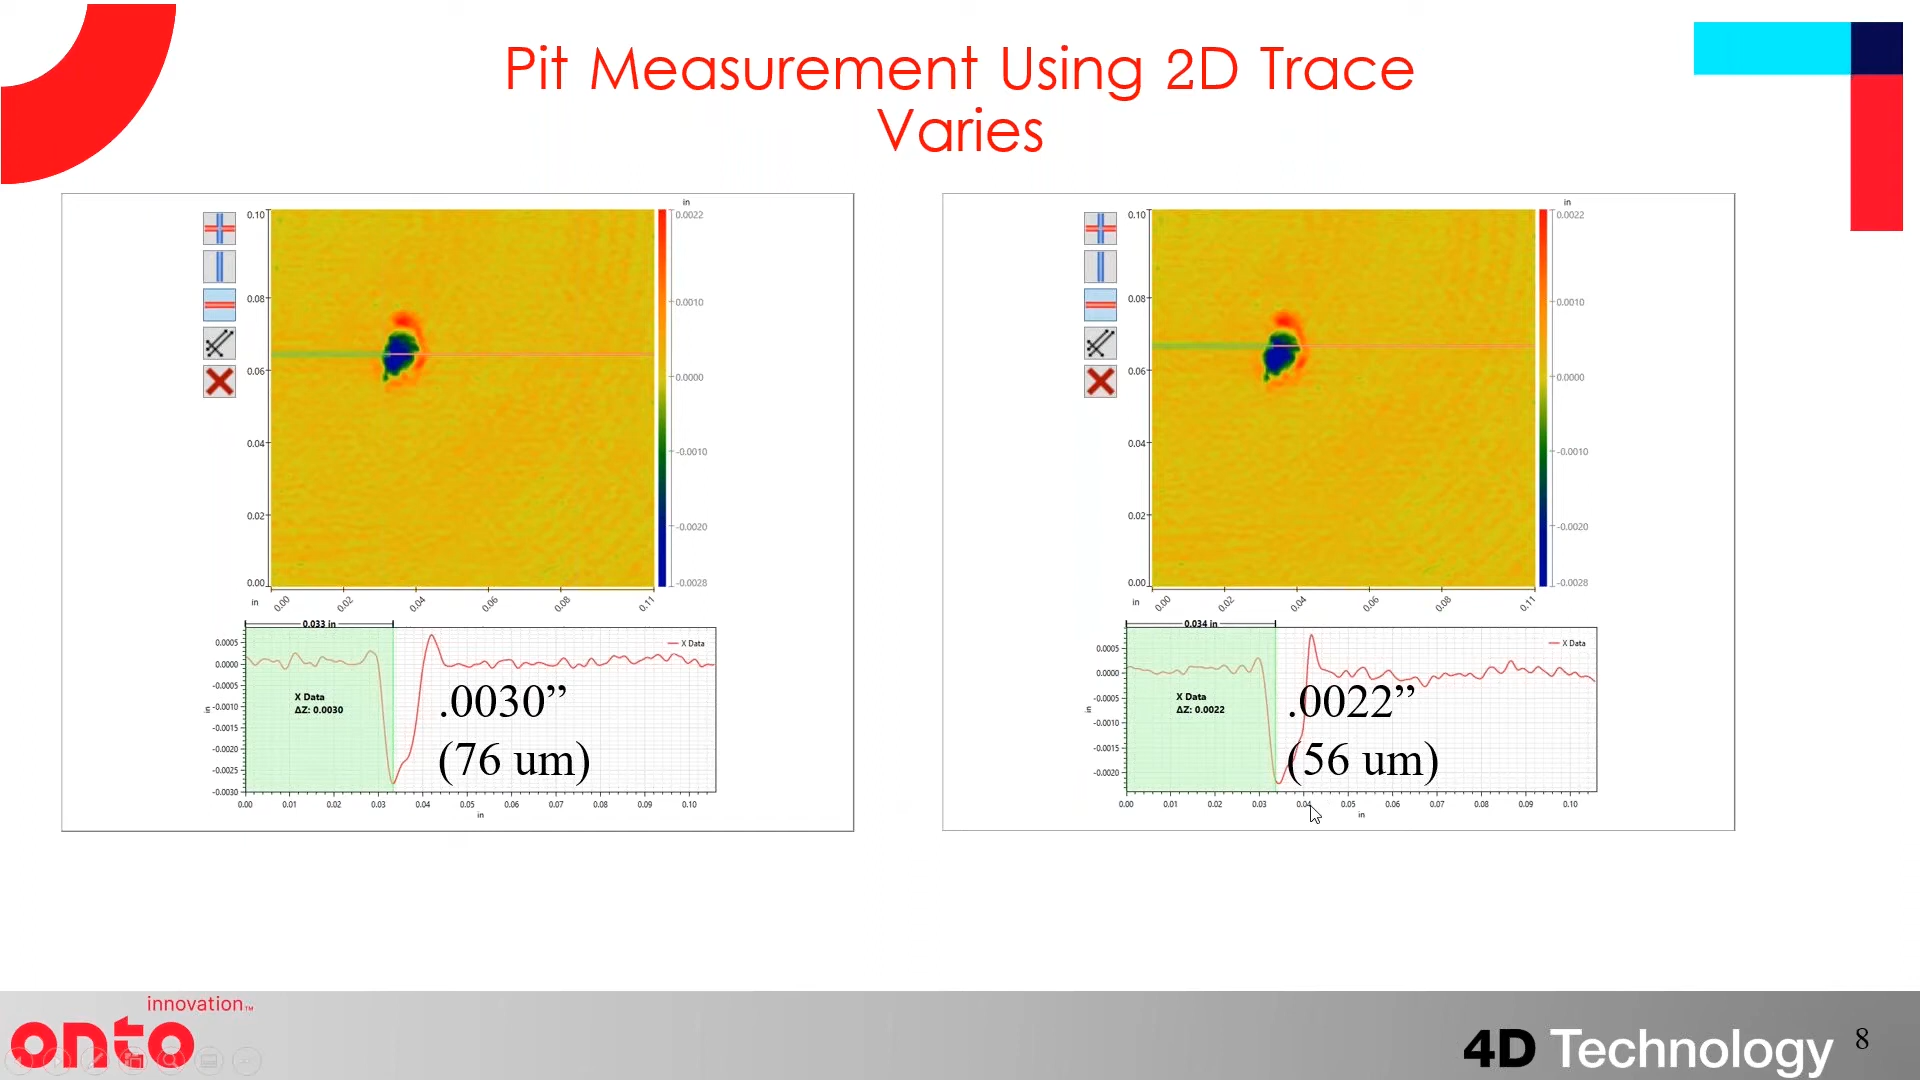 Pit Measurement Using 2D Trace
Varies
in
0.10
0.08
0.06
0.04
0.02
0.00
in
0.00
0.02
0.04
0.06
0.08
0.11
0.0022
0.0010
0.0000
-0.0010
-0.0020
-0.0028
0.033 in
X Data
0.0005
0.0000
-0.0005
-0.0010
-0.0015
-0.0020
-0.0025
-0.0030
in
X Data
ΔZ: 0.0030
.0030”
(76 um)
0.00 0.01 0.02 0.03 0.04 0.05 0.06 0.07 0.08 0.09 0.10
in
in
0.10
0.08
0.06
0.04
0.02
0.00
in
0.00
0.02
0.04
0.06
0.08
0.11
0.0022
0.0010
0.0000
-0.0010
-0.0020
-0.0028
0.034 in
X Data
0.0005
0.0000
-0.0005
-0.0010
-0.0015
-0.0020
in
X Data
ΔZ: 0.0022
.0022”
(56 um)
0.00 0.01 0.02 0.03 0.04 0.05 0.06 0.07 0.08 0.09 0.10
in
innovation™
onto
4D Technology
8